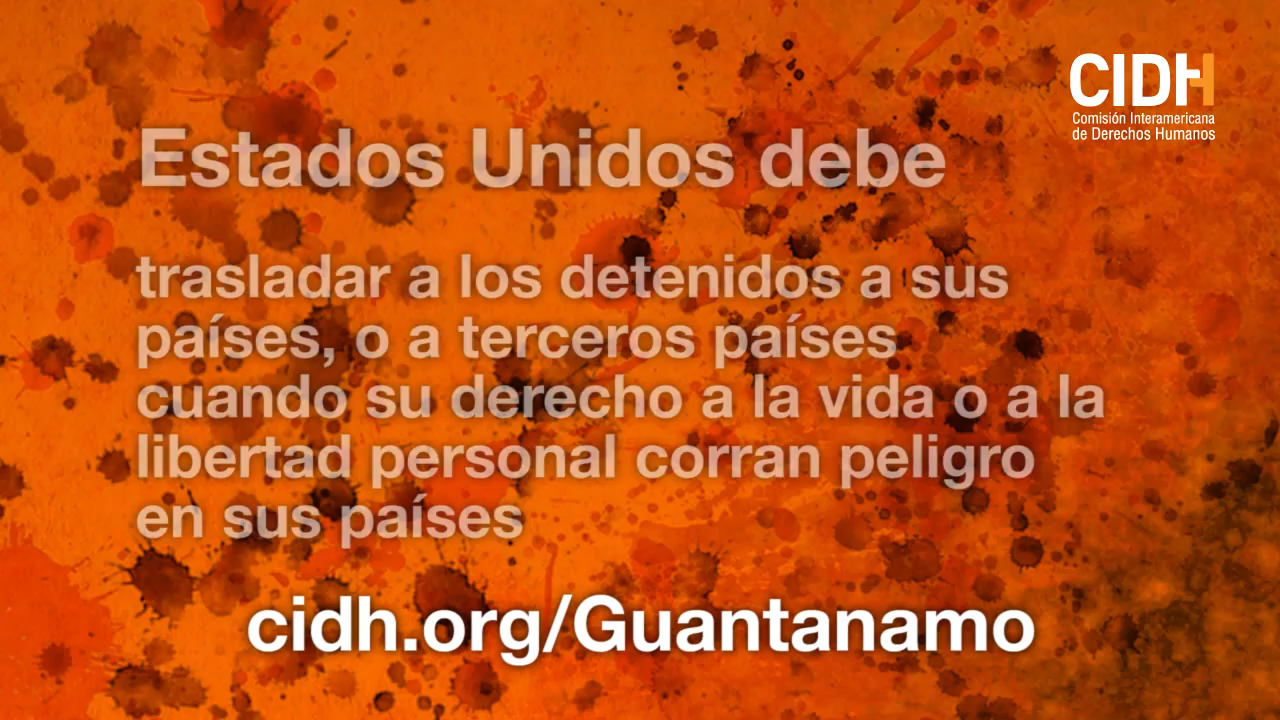 CIDH
Comisión Interamericana
de Derechos Humanos
Estados Unidos debe
trasladar a los detenidos a sus
países, o a terceros países
cuando su derecho a la vida o a la
libertad personal corran peligro
en sus países
cidh.org/Guantanamo